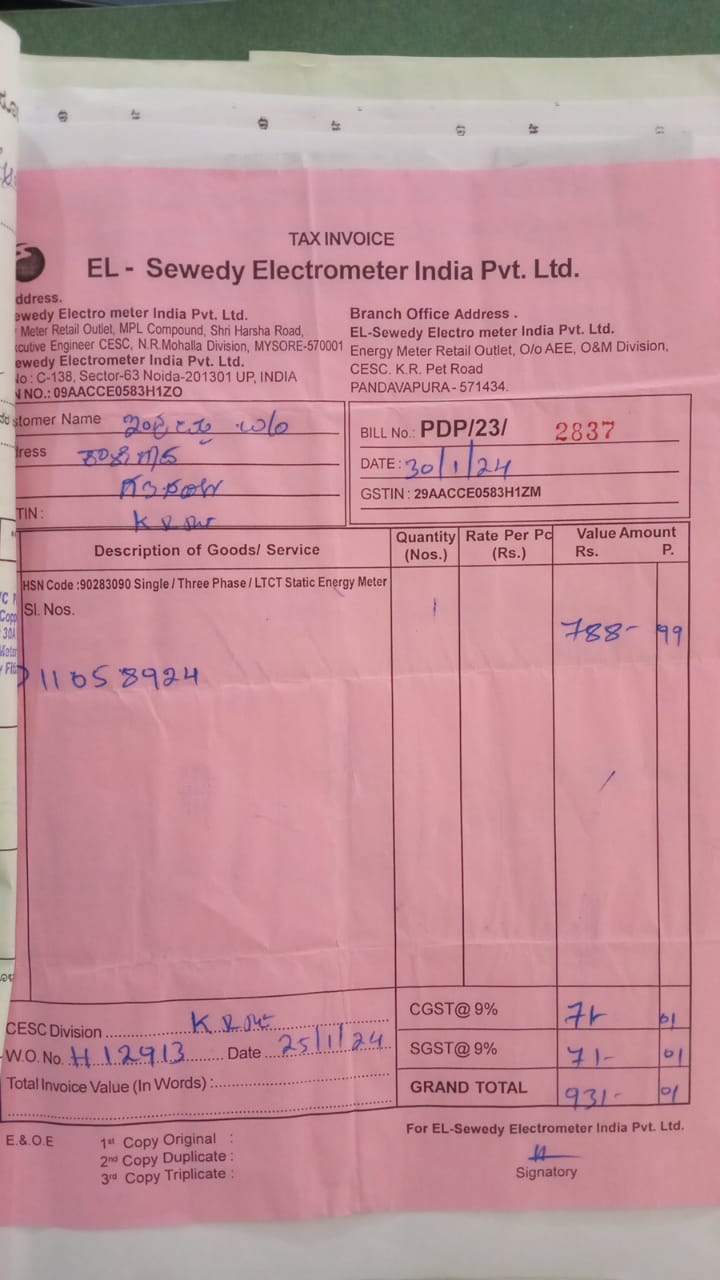 TAX INVOICE
EL - Sewedy Electrometer India Pvt. Ltd.
ddress.
ewedy Electro meter India Pvt. Ltd.
Meter Retail Outlet, MPL Compound, Shri Harsha Road,
cutive Engineer CESC, N.R.Mohalla Division, MYSORE-570001
ewedy Electrometer India Pvt. Ltd.
No : C-138, Sector-63 Noida-201301 UP, INDIA
N NO.: 09AACCE0583H1ZO
Branch Office Address .
EL-Sewedy Electro meter India Pvt. Ltd.
Energy Meter Retail Outlet, O/o AEE, O&M Division,
CESC. K.R. Pet Road
PANDAVAPURA - 571434.
stomer Name
ress
TIN :
BILL No.: PDP/23/ 2837
DATE : 30/1/24
GSTIN : 29AACCE0583H1ZM
Description of Goods/ Service Quantity (Nos.) Rate Per Pc (Rs.) Value Amount Rs. P.
HSN Code :90283090 Single / Three Phase / LTCT Static Energy Meter
Sl. Nos. 1 788- 99
11058924
CESC Division
W.O. No. H 12913 Date 25/1/24
Total Invoice Value (In Words) :
CGST@ 9% 71- 01
SGST@ 9% 71- 01
GRAND TOTAL 931- 01
E.& O.E 1st Copy Original :
2nd Copy Duplicate :
3rd Copy Triplicate :
For EL-Sewedy Electrometer India Pvt. Ltd.
Signatory